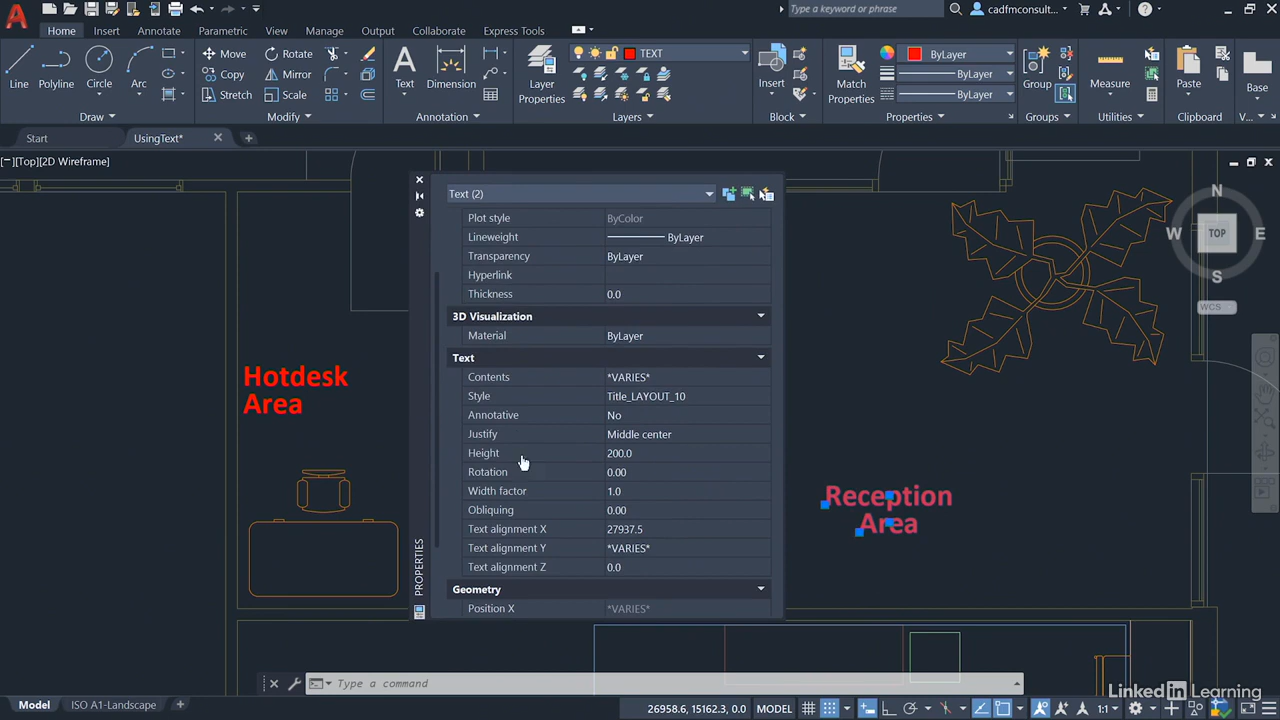 Type a keyword or phrase
cadfmconsult...
Home Insert Annotate Parametric View Manage Output Collaborate Express Tools
Line Polyline Circle Arc
Move Rotate
Copy Mirror
Stretch Scale
Text Dimension
Layer Properties
TEXT
Insert
Match Properties
ByLayer
ByLayer
ByLayer
Group
Measure
Paste
Base
Draw Modify Annotation Layers Block Properties Groups Utilities Clipboard V...
Start UsingText*
[−][Top][2D Wireframe]
N
W TOP E
S
WCS
Text (2)
Plot style ByColor
Lineweight ByLayer
Transparency ByLayer
Hyperlink
Thickness 0.0
3D Visualization
Material ByLayer
Text
Contents *VARIES*
Style Title_LAYOUT_10
Annotative No
Justify Middle center
Height 200.0
Rotation 0.00
Width factor 1.0
Obliquing 0.00
Text alignment X 27937.5
Text alignment Y *VARIES*
Text alignment Z 0.0
Geometry
Position X *VARIES*
PROPERTIES
Hotdesk
Area
Reception
Area
Type a command
Model ISO A1-Landscape
26958.6, 15162.3, 0.0 MODEL 1:1
LinkedIn Learning